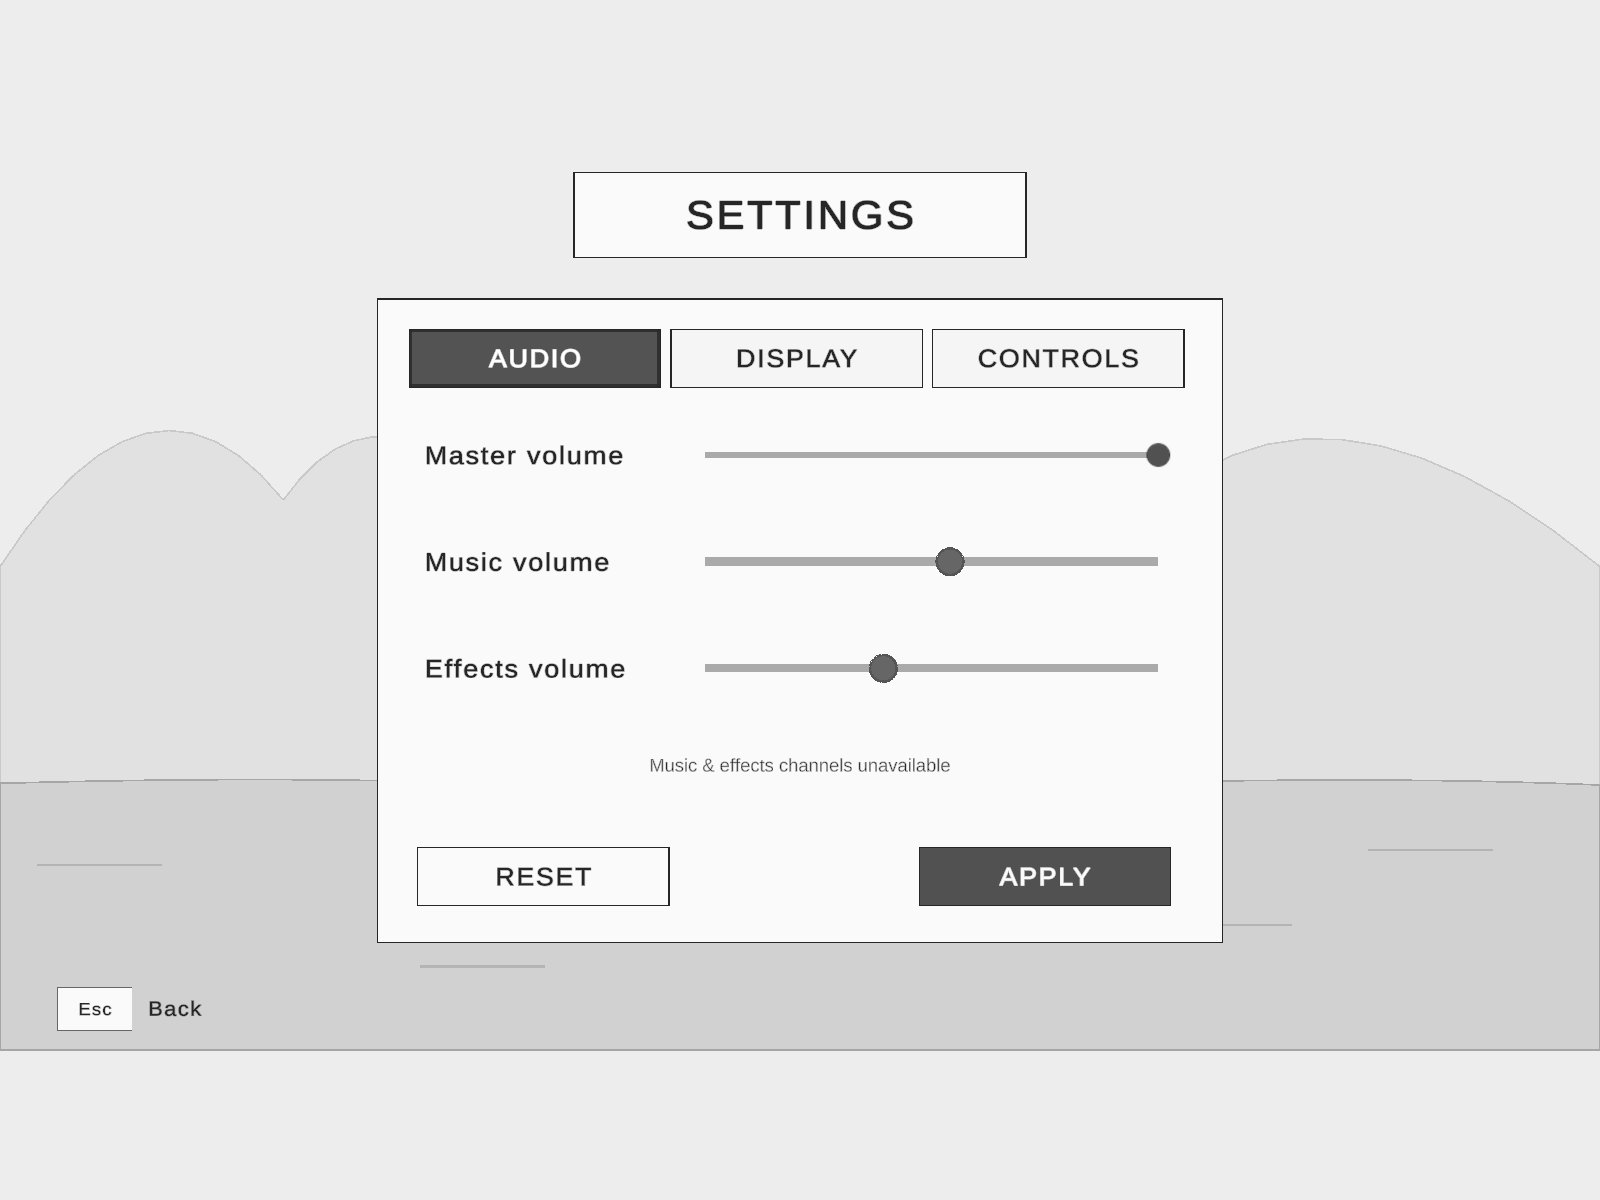 SETTINGS
AUDIO DISPLAY CONTROLS
Master volume
Music volume
Effects volume
Music & effects channels unavailable
RESET APPLY
Esc Back